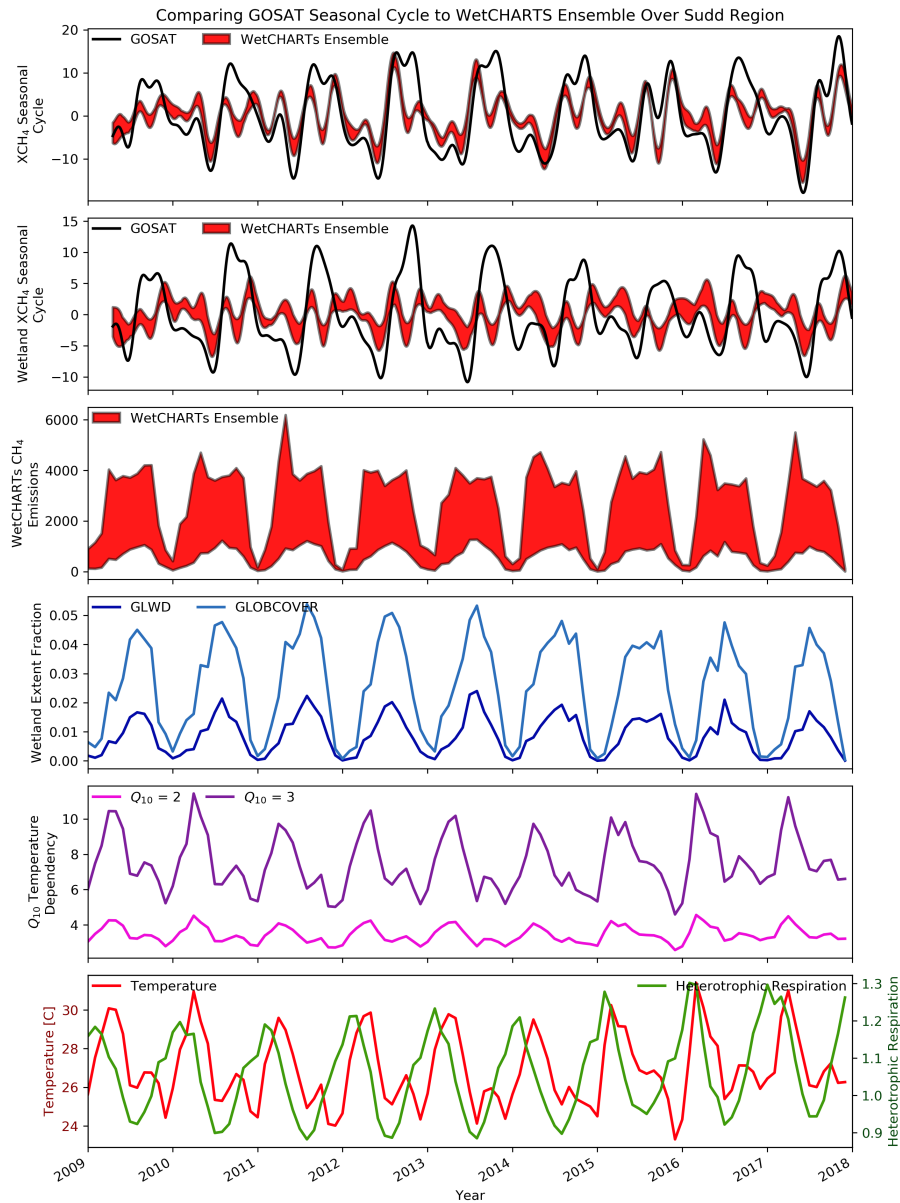 Comparing GOSAT Seasonal Cycle to WetCHARTS Ensemble Over Sudd Region
GOSAT WetCHARTs Ensemble
XCH₄ Seasonal
Cycle
20
10
0
−10
GOSAT WetCHARTs Ensemble
Wetland XCH₄ Seasonal
Cycle
15
10
5
0
−5
−10
WetCHARTs Ensemble
WetCHARTs CH₄
Emissions
6000
4000
2000
0
GLWD GLOBCOVER
Wetland Extent Fraction
0.05
0.04
0.03
0.02
0.01
0.00
Q₁₀ = 2 Q₁₀ = 3
Q₁₀ Temperature
Dependency
10
8
6
4
Temperature Heterotrophic Respiration
Temperature [C]
30
28
26
24
1.3
1.2
1.1
1.0
0.9
Heterotrophic Respiration
2009 2010 2011 2012 2013 2014 2015 2016 2017 2018
Year